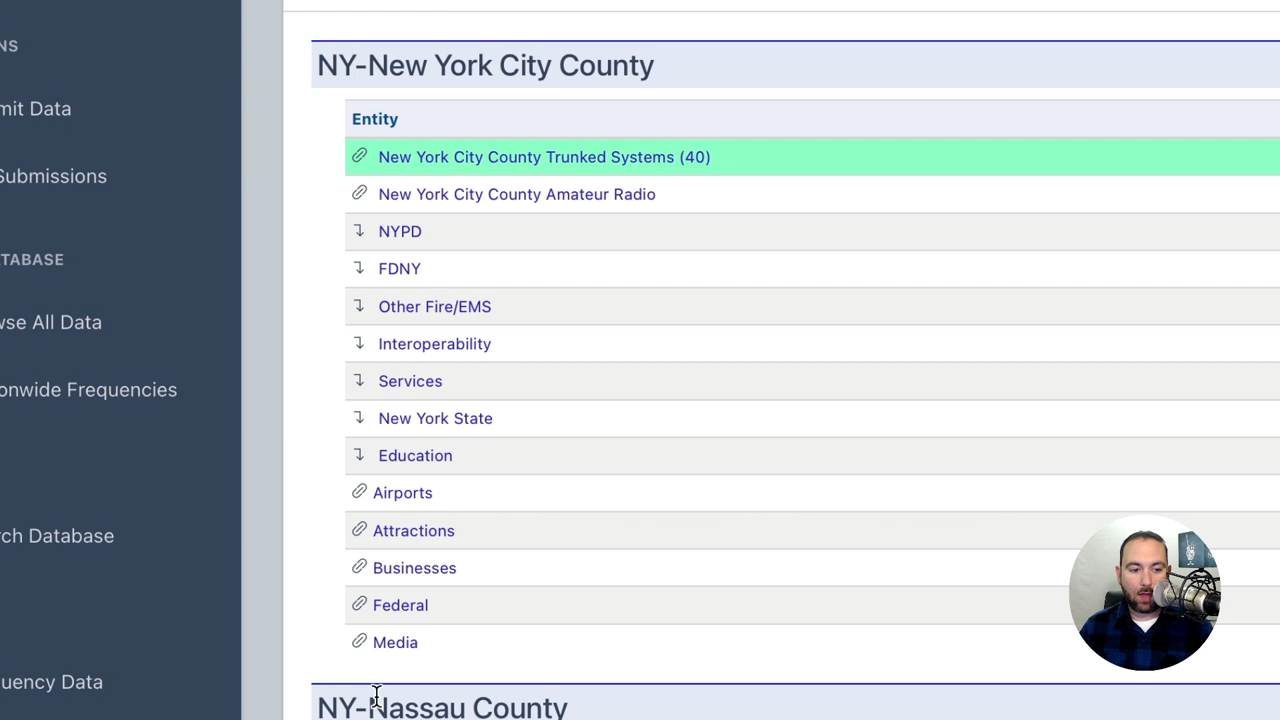 NS
mit Data
Submissions
TABASE
wse All Data
onwide Frequencies
rch Database
uency Data
NY-New York City County
Entity
New York City County Trunked Systems (40)
New York City County Amateur Radio
NYPD
FDNY
Other Fire/EMS
Interoperability
Services
New York State
Education
Airports
Attractions
Businesses
Federal
Media
NY-Nassau County